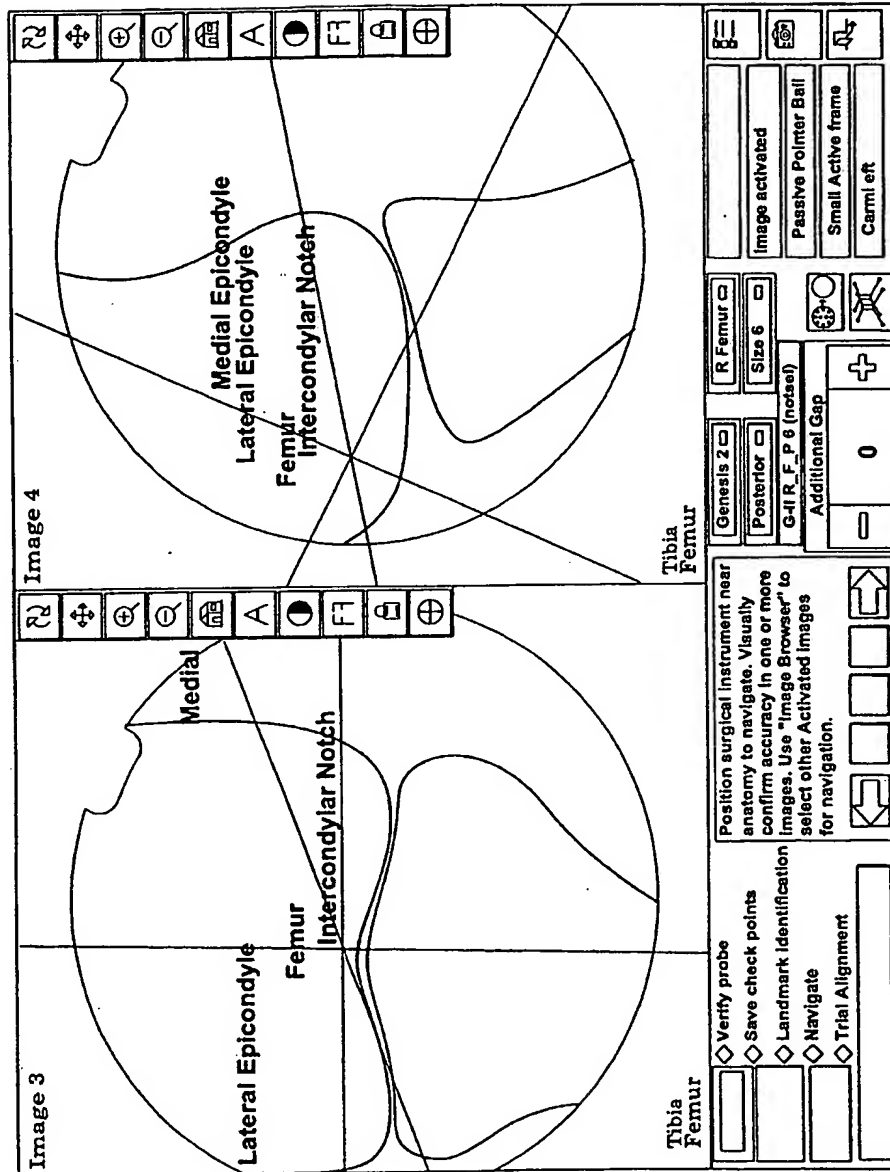 Image 3
Lateral Epicondyle
Femur
Intercondylar Notch
Medial
A
Tibia
Femur
Image 4
Medial Epicondyle
Lateral Epicondyle
Femur
Intercondylar Notch
A
Tibia
Femur
Verify probe
Save check points
Landmark identification
Navigate
Trial Alignment
Position surgical instrument near
anatomy to navigate. Visually
confirm accuracy in one or more
images. Use "Image Browser" to
select other Activated images
for navigation.
Genesis 2
R Femur
Posterior
Size 6
G-II R_F_P 6 (notsel)
Additional Gap
0
Image activated
Passive Pointer Ball
Small Active frame
Carml eft